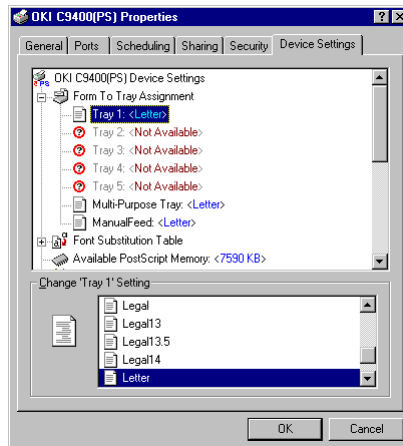 OKI C9400(PS) Properties
General Ports Scheduling Sharing Security Device Settings
OKI C9400(PS) Device Settings
Form To Tray Assignment
Tray 1: <Letter>
Tray 2: <Not Available>
Tray 3: <Not Available>
Tray 4: <Not Available>
Tray 5: <Not Available>
Multi-Purpose Tray: <Letter>
ManualFeed: <Letter>
Font Substitution Table
Available PostScript Memory: <7590 KB>
Change 'Tray 1' Setting
Legal
Legal13
Legal13.5
Legal14
Letter
OK Cancel